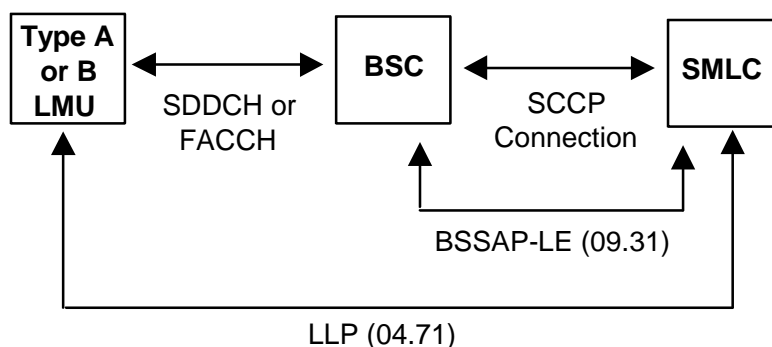 Type A
or B
LMU
BSC
SMLC
SDDCH or
FACCH
SCCP
Connection
BSSAP-LE (09.31)
LLP (04.71)